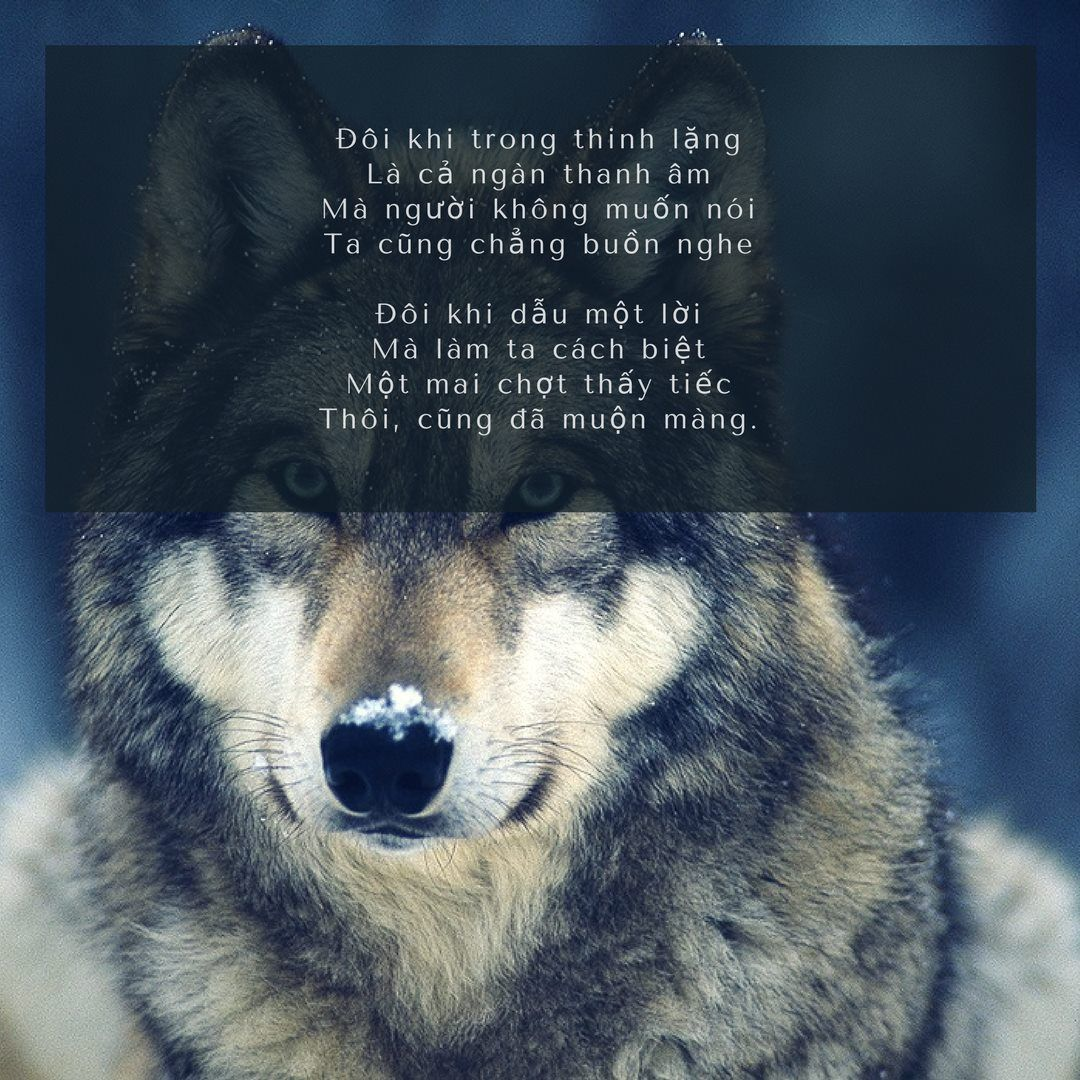 Đôi khi trong thinh lặng
Là cả ngàn thanh âm
Mà người không muốn nói
Ta cũng chẳng buồn nghe
Đôi khi dẫu một lời
Mà làm ta cách biệt
Một mai chợt thấy tiếc
Thôi, cũng đã muộn màng.